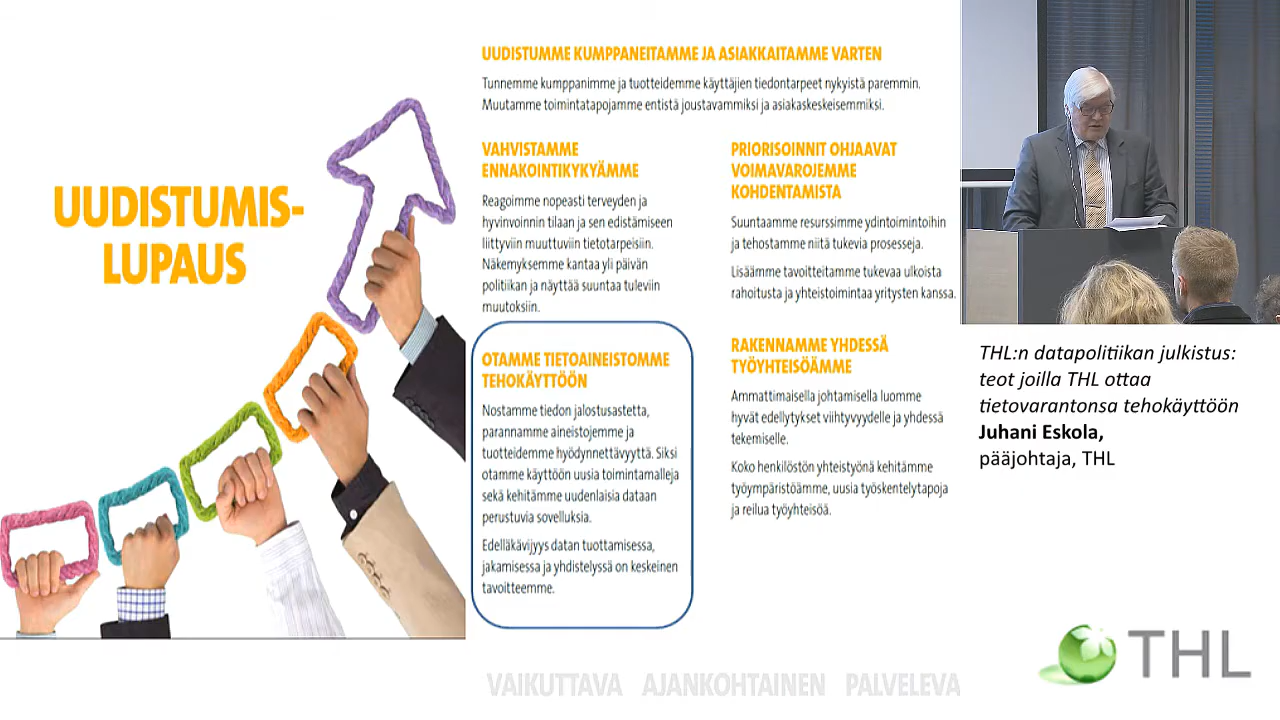 UUDISTUMIS-
LUPAUS
UUDISTUMME KUMPPANEITAMME JA ASIAKKAITAMME VARTEN
Tunnemme kumppanimme ja tuotteidemme käyttäjien tiedontarpeet nykyistä paremmin.
Muutamme toimintatapojamme entistä joustavammiksi ja asiakaskeskeisemmiksi.
VAHVISTAMME
ENNAKOINTIKYKYÄMME
Reagoimme nopeasti terveyden ja
hyvinvoinnin tilaan ja sen edistämiseen
liittyviin muuttuviin tietotarpeisiin.
Näkemyksemme kantaa yli päivän
politiikan ja näyttää suuntaa tuleviin
muutoksiin.
OTAMME TIETOAINEISTOMME
TEHOKÄYTTÖÖN
Nostamme tiedon jalostusastetta,
parannamme aineistojemme ja
tuotteidemme hyödynnettävyyttä. Siksi
otamme käyttöön uusia toimintamalleja
sekä kehitämme uudenlaisia dataan
perustuvia sovelluksia.
Edelläkävijyys datan tuottamisessa,
jakamisessa ja yhdistelyssä on keskeinen
tavoitteemme.
PRIORISOINNIT OHJAAVAT
VOIMAVAROJEMME
KOHDENTAMISTA
Suuntaamme resurssimme ydintoimintoihin
ja tehostamme niitä tukevia prosesseja.
Lisäämme tavoitteitamme tukevaa ulkoista
rahoitusta ja yhteistoimintaa yritysten kanssa.
RAKENNAMME YHDESSÄ
TYÖYHTEISÖÄMME
Ammattimaisella johtamisella luomme
hyvät edellytykset viihtyvyydelle ja yhdessä
tekemiselle.
Koko henkilöstön yhteistyönä kehitämme
työympäristöämme, uusia työskentelytapoja
ja reilua työyhteisöä.
VAIKUTTAVA AJANKOHTAINEN PALVELEVA
THL:n datapolitiikan julkistus:
teot joilla THL ottaa
tietovarantonsa tehokäyttöön
Juhani Eskola,
pääjohtaja, THL
THL